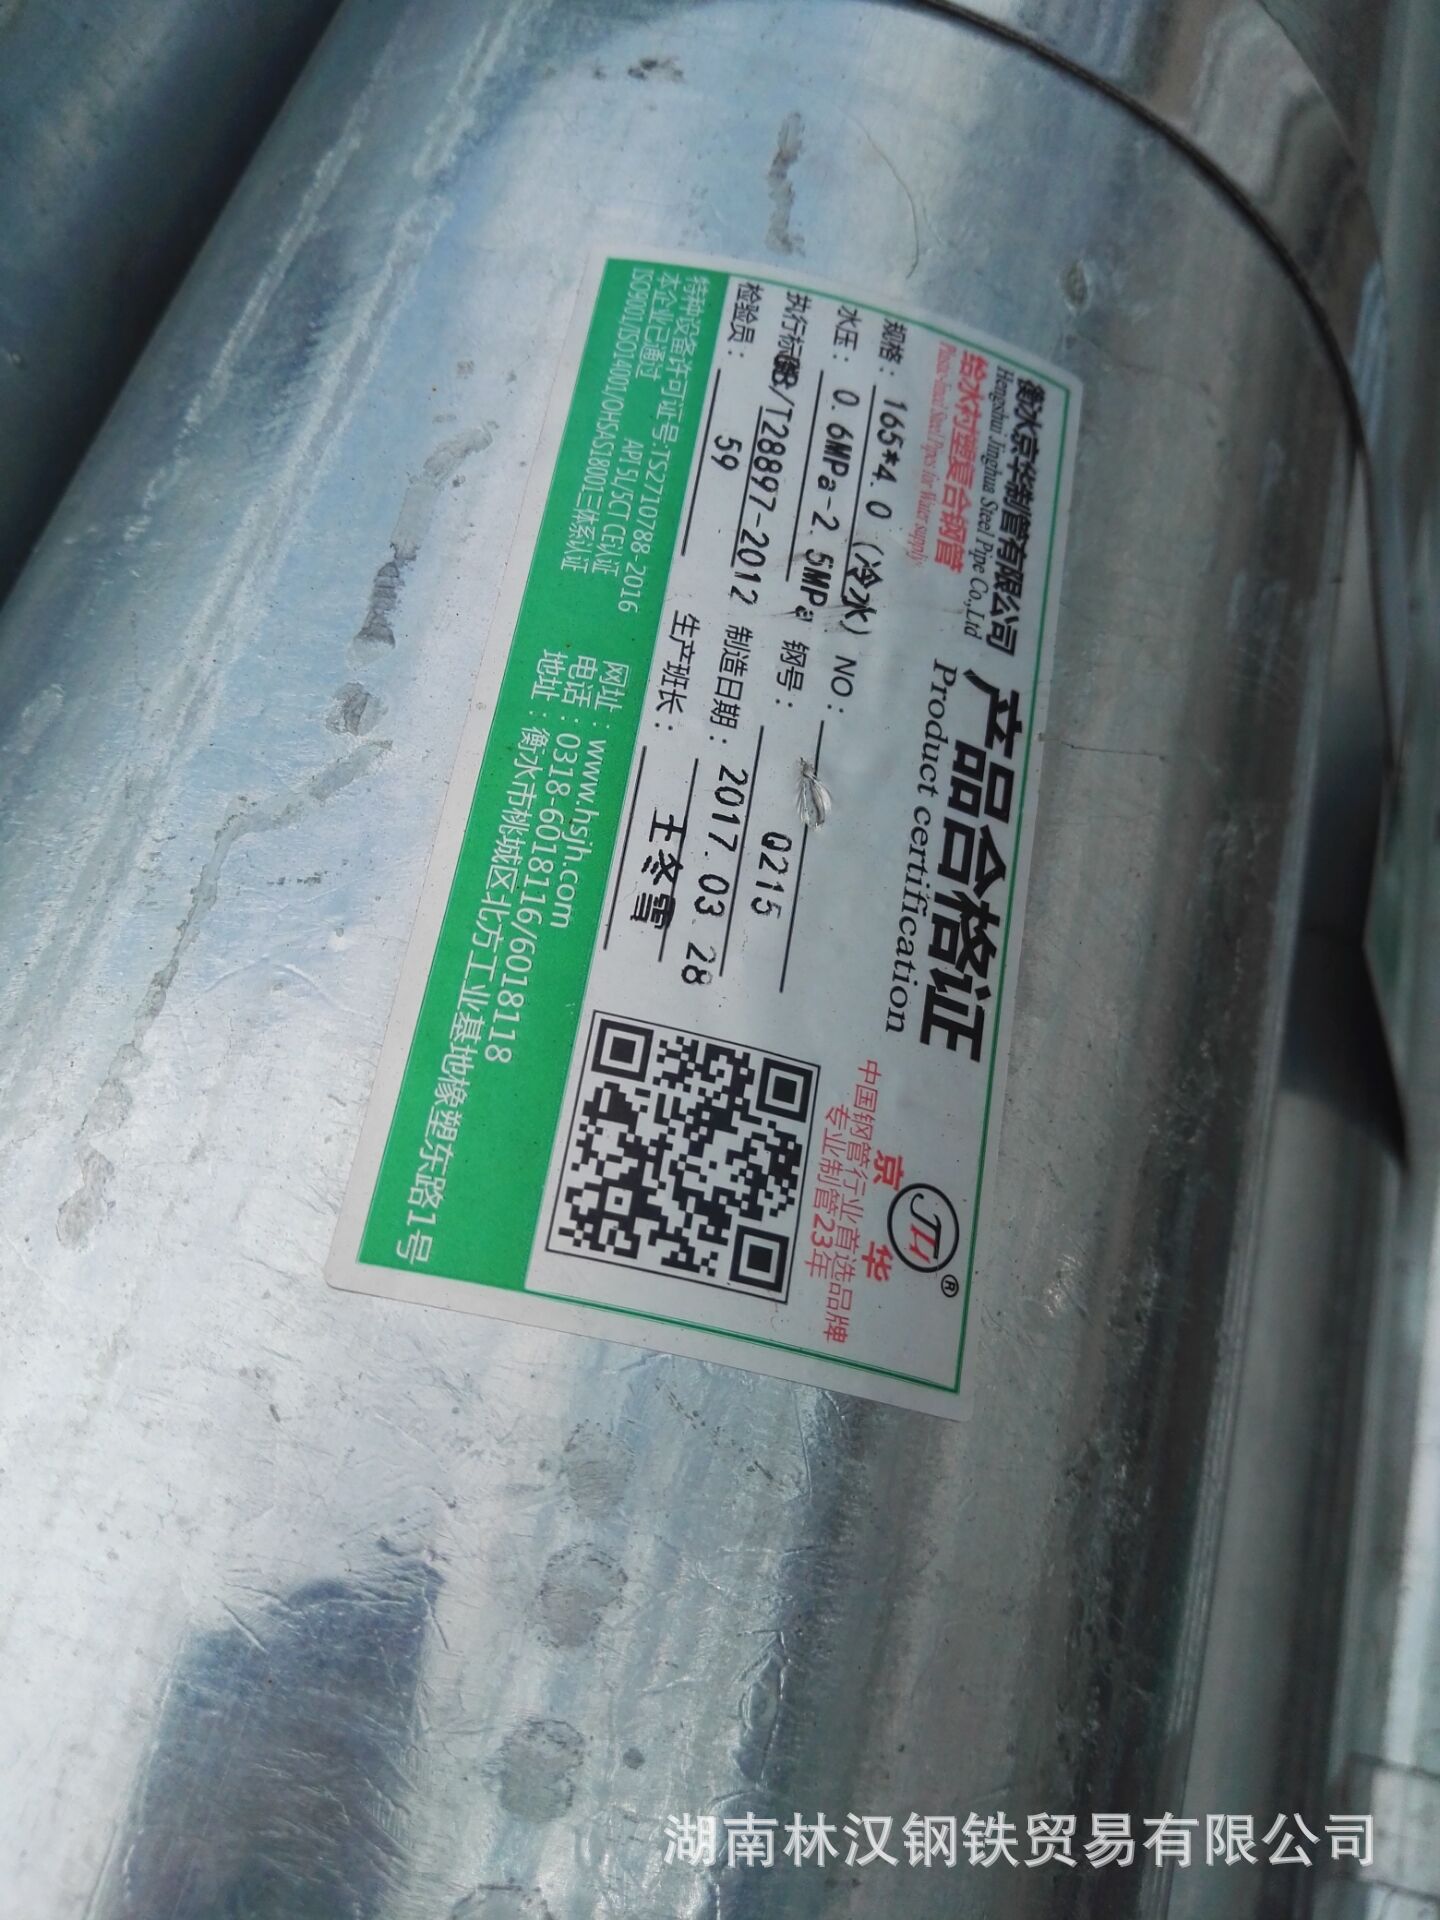 衡水京华制管有限公司
Hengshui Jinghua Steel Pipe Co.,Ltd
给水衬塑复合钢管
Plastic-lined Steel Pipes for Water supply
产品合格证
Product certification
JH®
京 华
中国钢管行业首选品牌
专业制管23年
规格: 165*4.0 (冷水) NO:
水压: 0.6MPa-2.5MPa 钢号: Q215
执行标准: GB/T28897-2012 制造日期: 2017.03 28
检验员: 59 生产班长: 王冬雪
特种设备许可证号:TS2710788-2016
本企业已通过 API 5L/5CT CE认证
ISO9001/ISO14001/OHSAS18001三体系认证
网址:www.hsjh.com
电话:0318-6018116/6018118
地址:衡水市桃城区北方工业基地橡塑东路1号
湖南林汉钢铁贸易有限公司